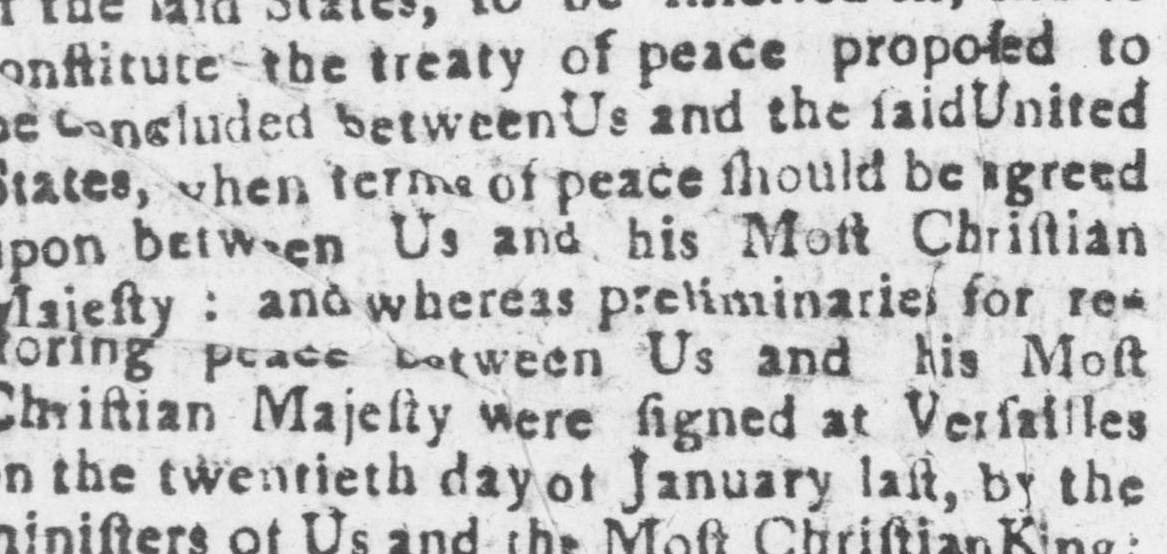 the said States, to be inserted in,
onſtitute the treaty of peace propoſed to
be concluded between Us and the ſaid United
States, when terms of peace ſhould be agreed
upon between Us and his Moſt Chriſtian
Majeſty : and whereas preliminaries for re-
ſtoring peace between Us and his Moſt
Chriſtian Majeſty were ſigned at Verſailles
on the twentieth day of January laſt, by the
miniſters of Us and the Moſt Chriſtian King: